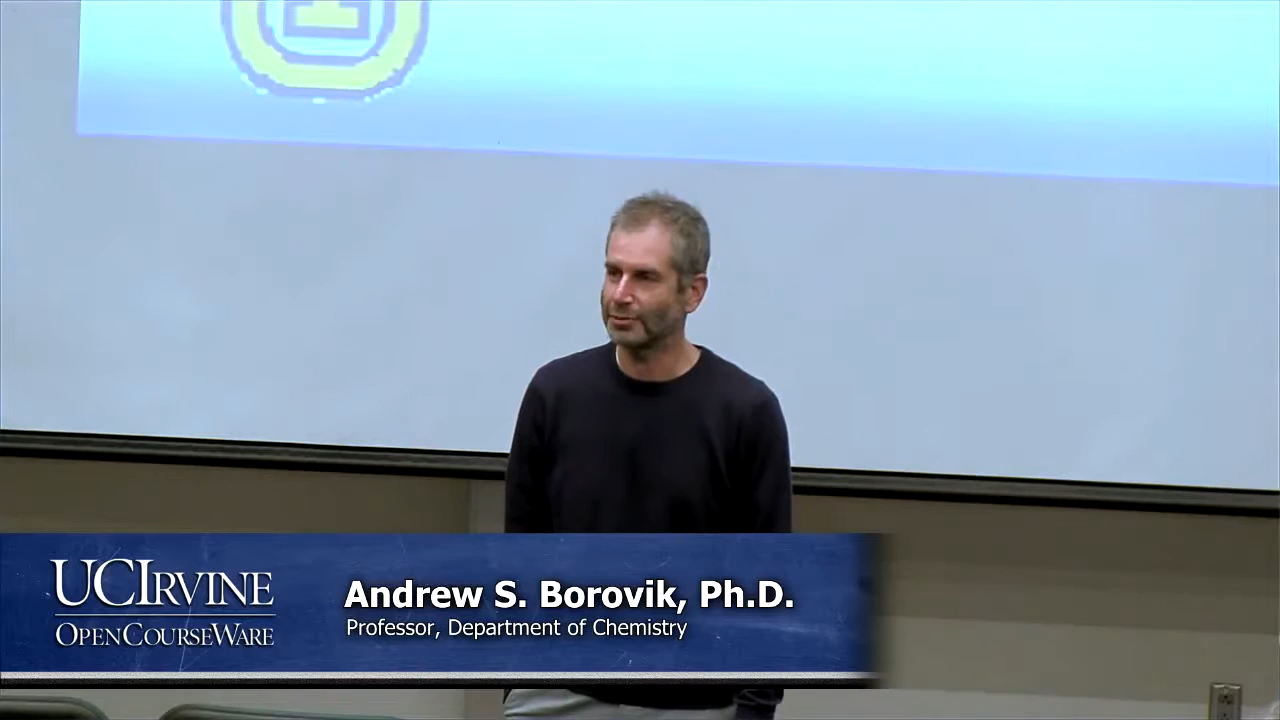 UCIRVINE
OPENCOURSEWARE
Andrew S. Borovik, Ph.D.
Professor, Department of Chemistry